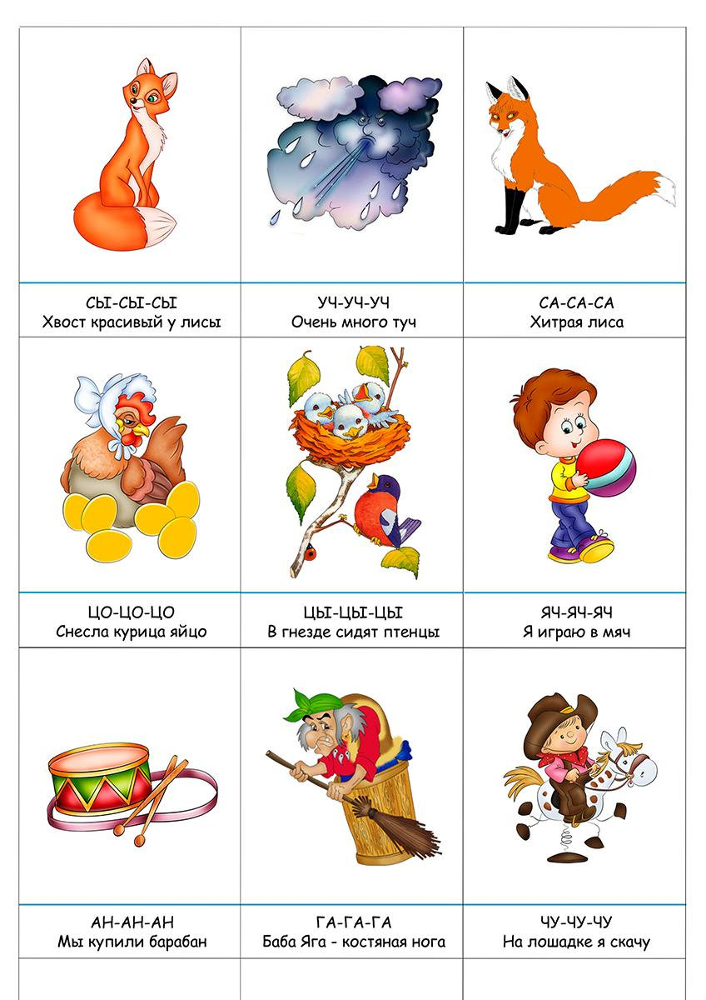 СЫ-СЫ-СЫ
Хвост красивый у лисы
УЧ-УЧ-УЧ
Очень много туч
СА-СА-СА
Хитрая лиса
ЦО-ЦО-ЦО
Снесла курица яйцо
ЦЫ-ЦЫ-ЦЫ
В гнезде сидят птенцы
ЯЧ-ЯЧ-ЯЧ
Я играю в мяч
АН-АН-АН
Мы купили барабан
ГА-ГА-ГА
Баба Яга - костяная нога
ЧУ-ЧУ-ЧУ
На лошадке я скачу